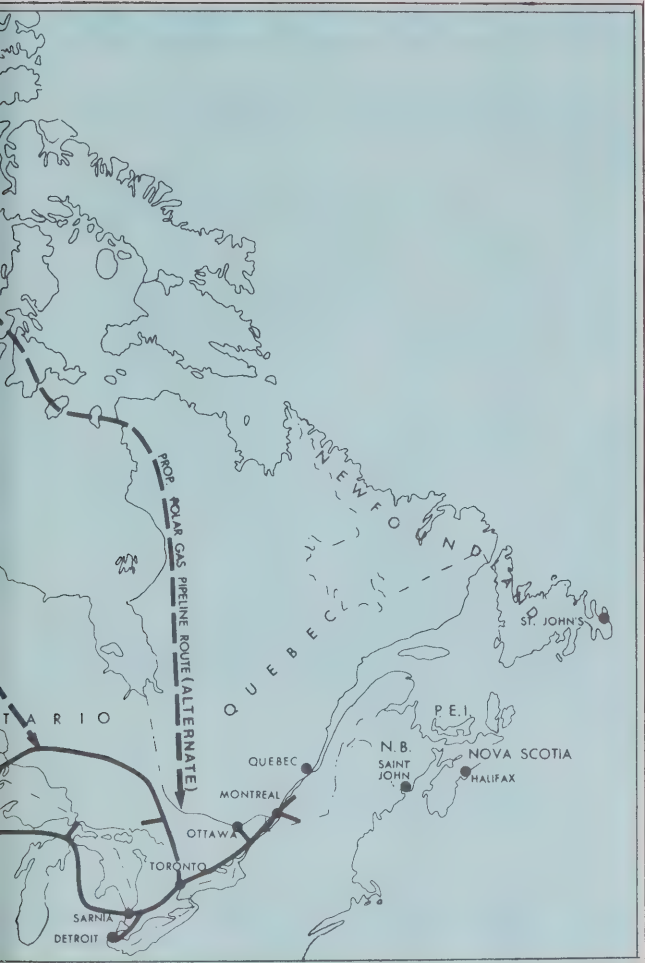 NEWFOUNDLAND
PROP. POLAR GAS PIPELINE ROUTE (ALTERNATE)
QUEBEC
ST. JOHN'S
TARIO
P.E.I.
N.B.
NOVA SCOTIA
QUEBEC
SAINT
JOHN
HALIFAX
MONTREAL
OTTAWA
TORONTO
SARNIA
DETROIT